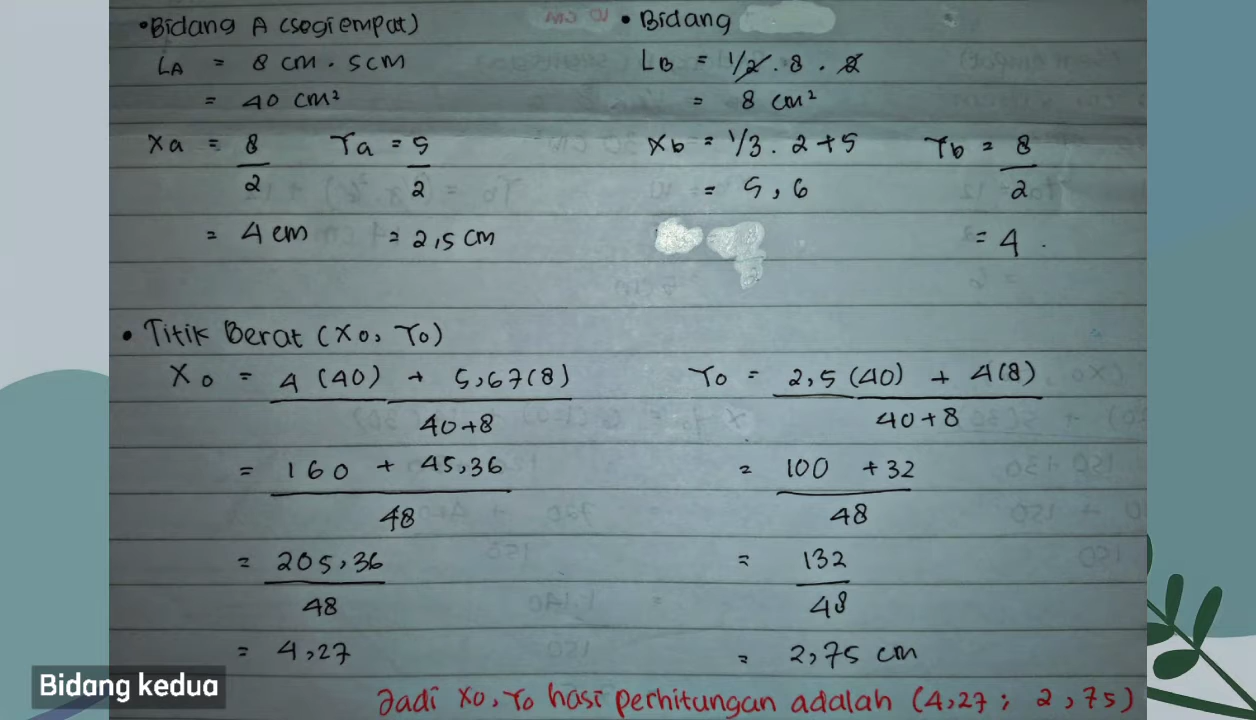 •Bidang A (segi empat)
LA = 8 cm . 5cm
= 40 cm²
Xa = 8/2 Ya = 5/2
= 4 cm = 2,5 cm
• Bidang
LB = 1/2 . 8 . 2
= 8 cm²
Xb = 1/3 . 2+5 Yb = 8/2
= 5,6 = 4 .
• Titik Berat (Xo, Yo)
Xo = 4 (40) + 5,67(8)
40+8
= 160 + 45,36
48
= 205,36
48
= 4,27
Yo = 2,5 (40) + 4(8)
40+8
= 100 +32
48
= 132
48
= 2,75 cm
Jadi Xo, Yo hasi perhitungan adalah (4,27 ; 2,75)
Bidang kedua